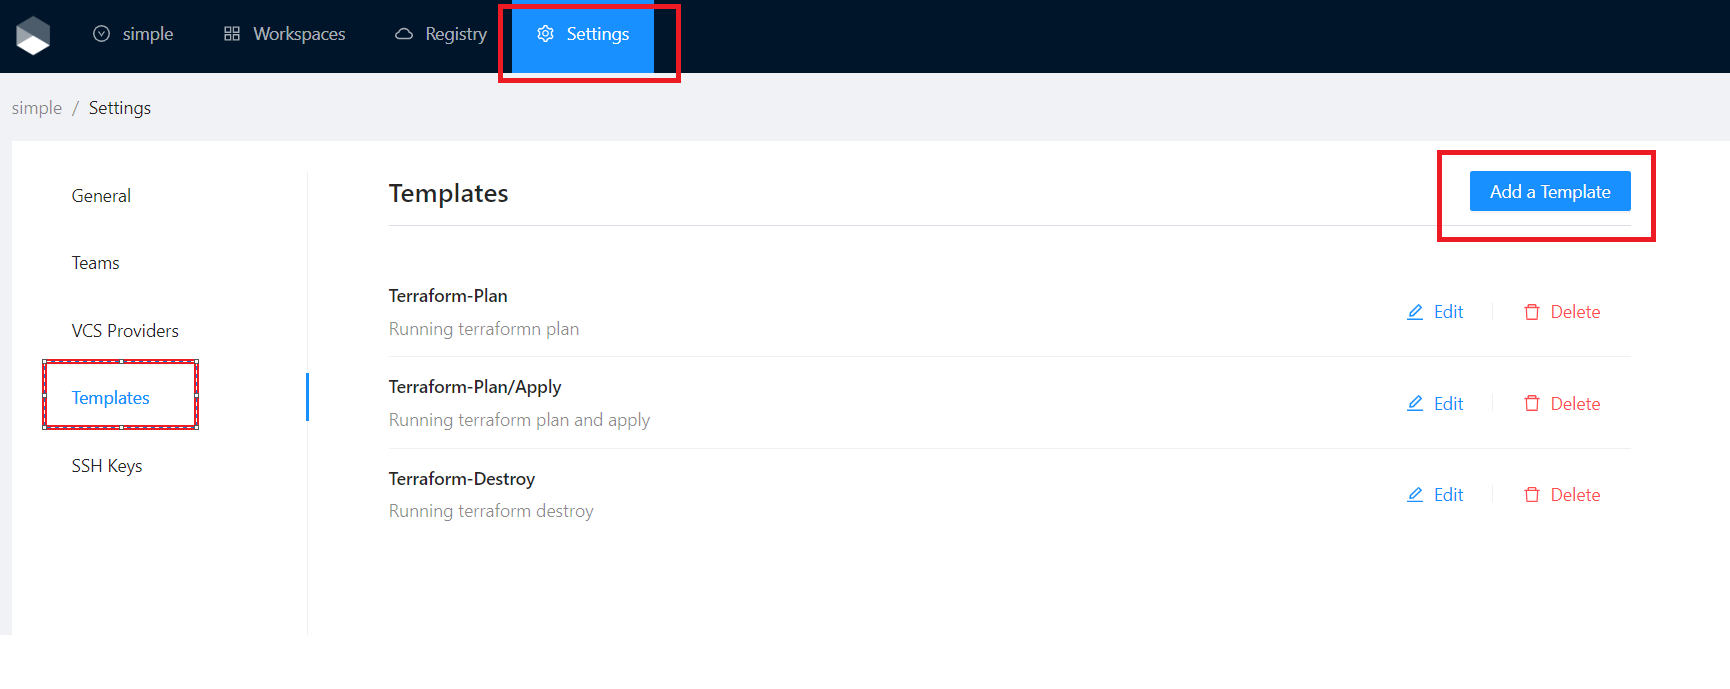 simple Workspaces Registry Settings
simple / Settings
General
Teams
VCS Providers
Templates
SSH Keys
Templates
Add a Template
Terraform-Plan
Running terraformn plan
Edit Delete
Terraform-Plan/Apply
Running terraform plan and apply
Edit Delete
Terraform-Destroy
Running terraform destroy
Edit Delete